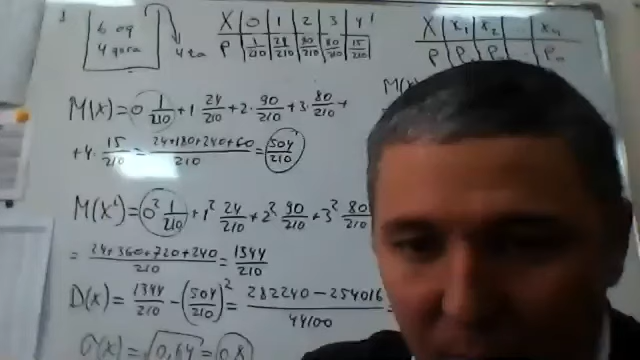 1
6 oq
4 qora
4 ta
X 0 1 2 3 4
P 1/210 24/210 90/210 80/210 15/210
X x₁ x₂ xₙ
P P P ... Pₙ
M(X)=0 1/210 +1 24/210 +2· 90/210 +3· 80/210 +
+4· 15/210 = 24+180+240+60/210 = 504/210
M(X²)=0² 1/210 +1² 24/210 +2² 90/210 +3² 80/210
= 24+360+720+240/210 = 1344/210
D(X)= 1344/210 −(504/210)² = 282240−254016/44100 =
σ(X)=√0,64=0,8